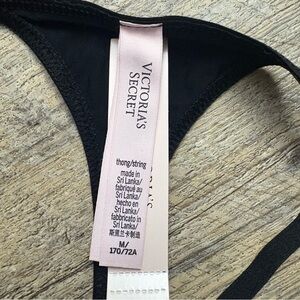 VICTORIA'S
SECRET
thong/string
made in
Sri Lanka/
fabriqué au
Sri Lanka/
hecho en
Sri Lanka/
fabbricato in
Sri Lanka/
斯里兰卡制造
M/
170/72A